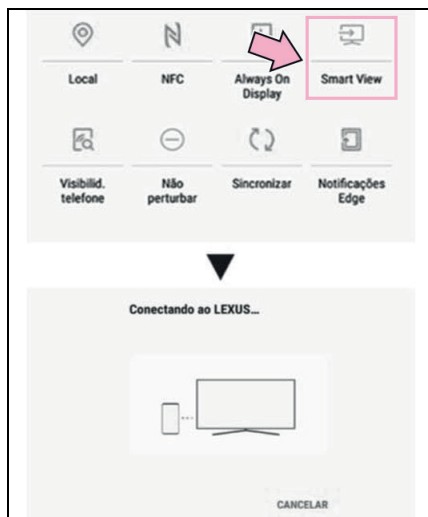 Local NFC Always On Display Smart View
Visibilid. telefone Não perturbar Sincronizar Notificações Edge
Conectando ao LEXUS...
CANCELAR